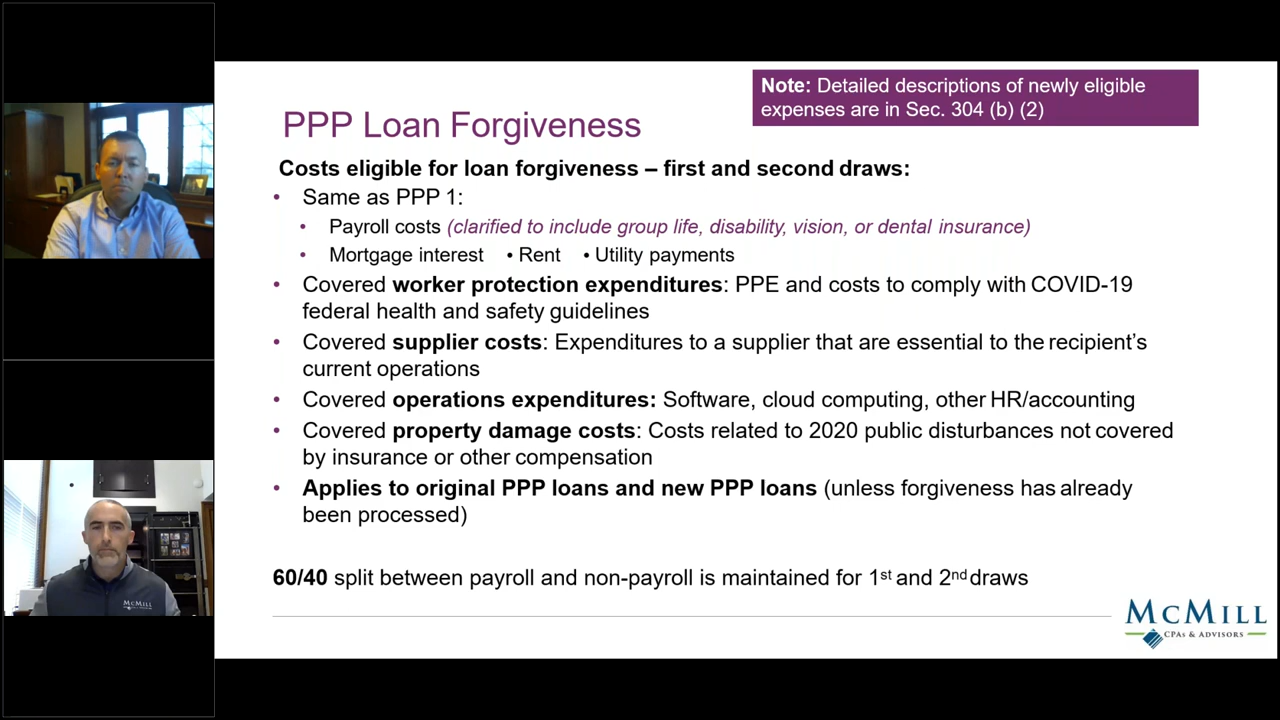 Note: Detailed descriptions of newly eligible
expenses are in Sec. 304 (b) (2)
PPP Loan Forgiveness
Costs eligible for loan forgiveness – first and second draws:
• Same as PPP 1:
• Payroll costs (clarified to include group life, disability, vision, or dental insurance)
• Mortgage interest • Rent • Utility payments
• Covered worker protection expenditures: PPE and costs to comply with COVID-19
federal health and safety guidelines
• Covered supplier costs: Expenditures to a supplier that are essential to the recipient's
current operations
• Covered operations expenditures: Software, cloud computing, other HR/accounting
• Covered property damage costs: Costs related to 2020 public disturbances not covered
by insurance or other compensation
• Applies to original PPP loans and new PPP loans (unless forgiveness has already
been processed)
60/40 split between payroll and non-payroll is maintained for 1st and 2nd draws
MCMILL
CPAS & ADVISORS
MCMILL